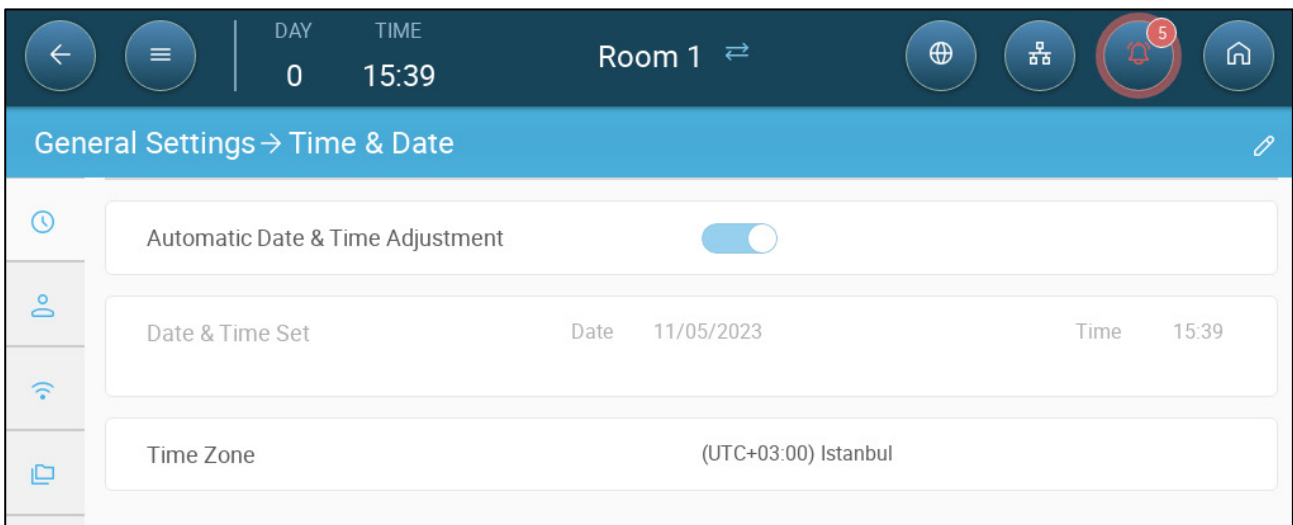 DAY TIME
0 15:39
Room 1
5
General Settings → Time & Date
Automatic Date & Time Adjustment
Date & Time Set Date 11/05/2023 Time 15:39
Time Zone (UTC+03:00) Istanbul